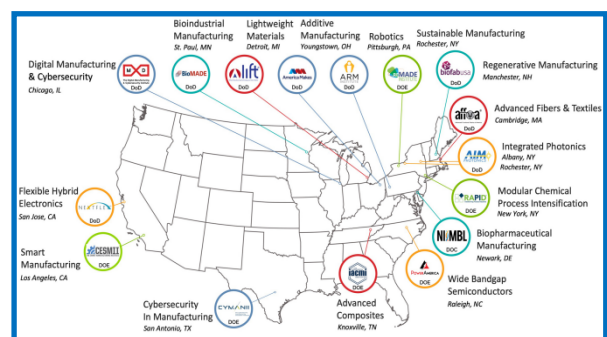 Bioindustrial
Manufacturing
St. Paul, MN
Lightweight
Materials
Detroit, MI
Additive
Manufacturing
Youngstown, OH
Robotics
Pittsburgh, PA
Sustainable Manufacturing
Rochester, NY
Digital Manufacturing
& Cybersecurity
Chicago, IL
DoD
BioMADE
DoD
lift
DoD
America Makes
DoD
ARM
DoD
DOE
Regenerative Manufacturing
Manchester, NH
biofabusa
DoD
Advanced Fibers & Textiles
Cambridge, MA
affoa
DoD
Integrated Photonics
Albany, NY
Rochester, NY
AIM
DoD
Modular Chemical
Process Intensification
New York, NY
RAPID
DOE
Biopharmaceutical
Manufacturing
Newark, DE
NIIMBL
DOC
Wide Bandgap
Semiconductors
Raleigh, NC
PowerAmerica
DOE
Advanced
Composites
Knoxville, TN
iacmi
DOE
Cybersecurity
In Manufacturing
San Antonio, TX
CYMANII
DOE
Smart
Manufacturing
Los Angeles, CA
CESMII
DOE
Flexible Hybrid
Electronics
San Jose, CA
NEXTFLEX
DoD